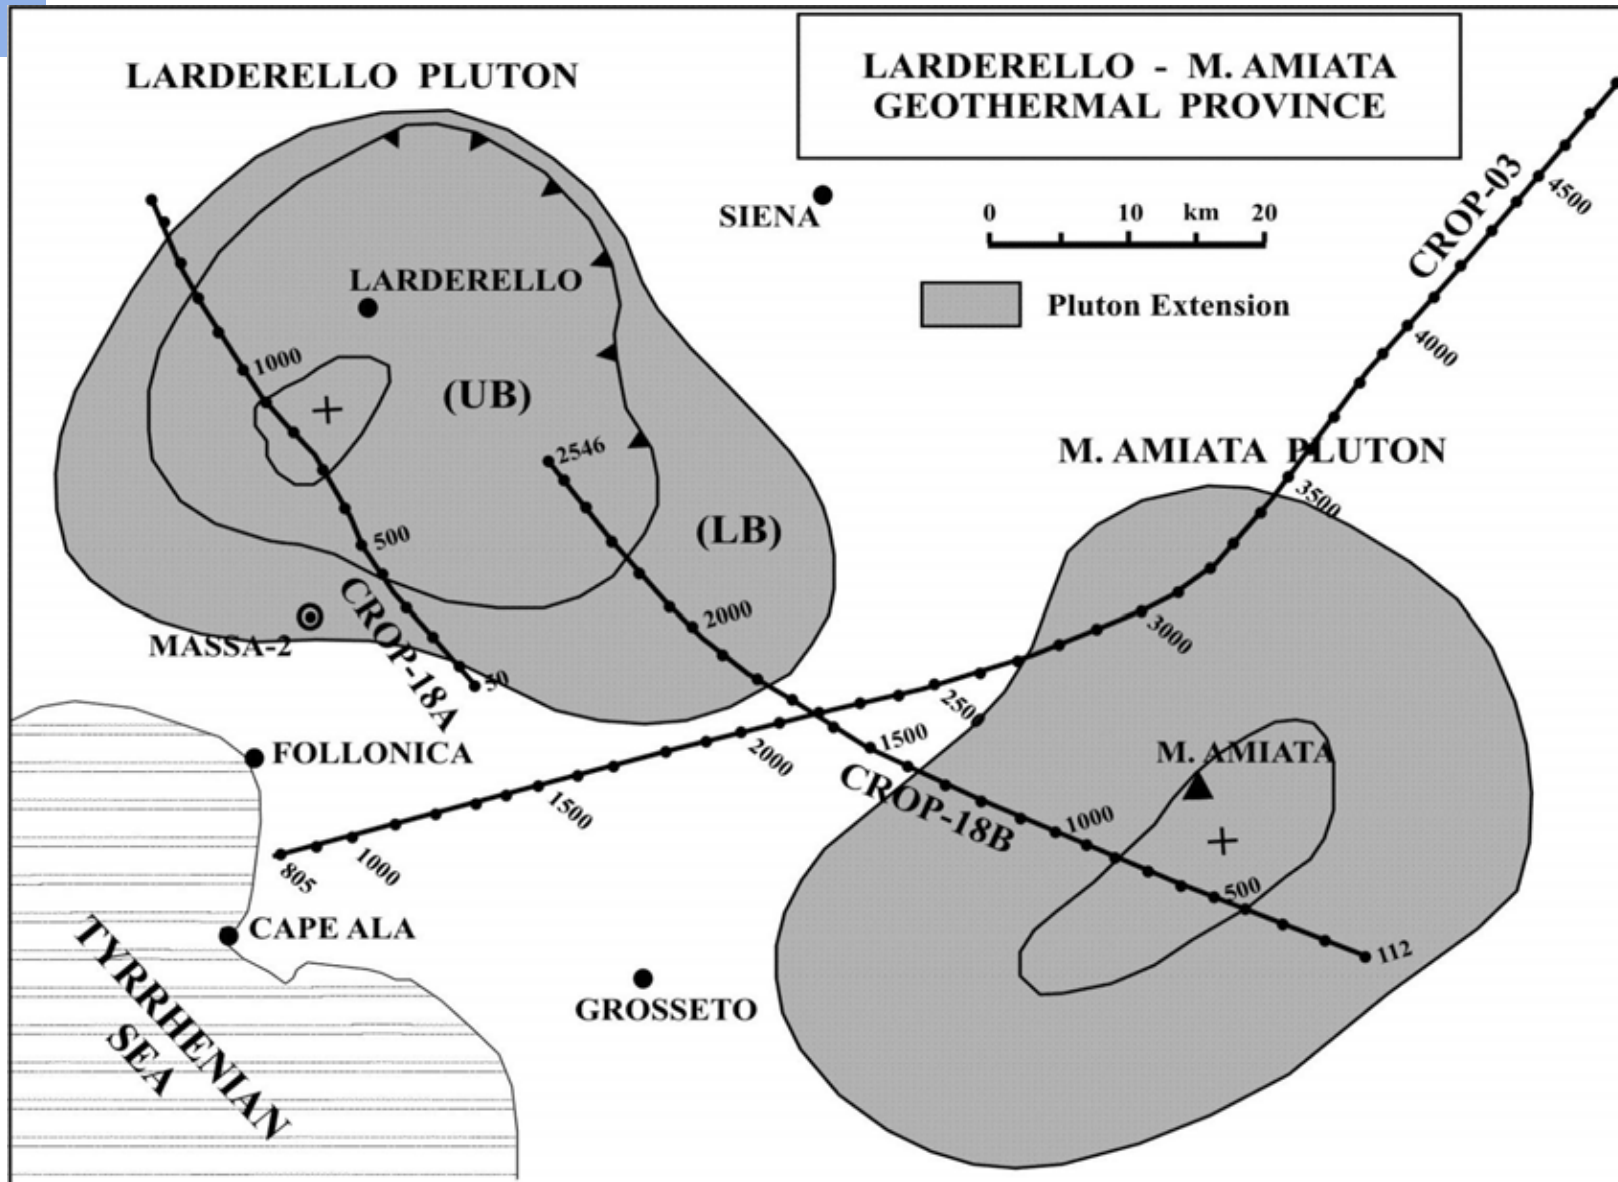 LARDERELLO PLUTON
LARDERELLO - M. AMIATA
GEOTHERMAL PROVINCE
SIENA
0 10 km 20
CROP-03
4500
LARDERELLO
Pluton Extension
4000
1000
(UB)
2546
M. AMIATA PLUTON
3500
500
(LB)
CROP-18A
2000
3000
MASSA-2
50
2500
1500
M. AMIATA
FOLLONICA
2000
CROP-18B
1500
1000
1000
805
500
CAPE ALA
112
TYRRHENIAN
SEA
GROSSETO